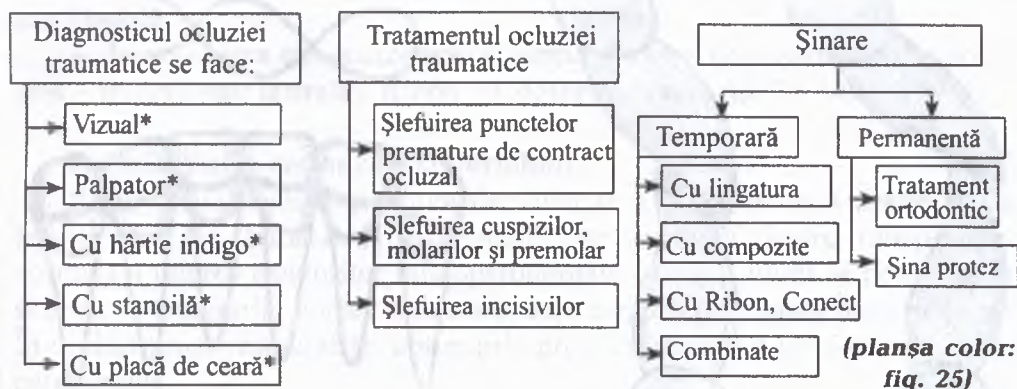 Diagnosticul ocluziei
traumatice se face:
Vizual*
Palpator*
Cu hârtie indigo*
Cu stanoilă*
Cu placă de ceară*
Tratamentul ocluziei
traumatice
Şlefuirea punctelor
premature de contract
ocluzal
Şlefuirea cuspizilor,
molarilor şi premolar
Şlefuirea incisivilor
Şinare
Temporară
Cu lingatura
Cu compozite
Cu Ribon, Conect
Combinate
Permanentă
Tratament
ortodontic
Şina protez
(planşa color:
fig. 25)